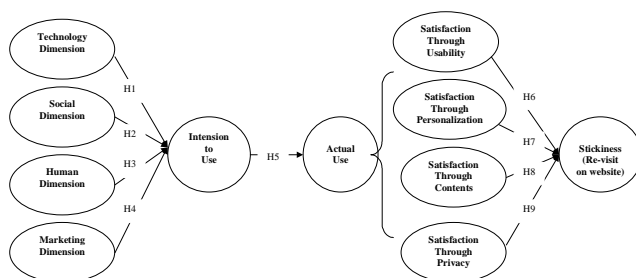 Technology
Dimension
Social
Dimension
Human
Dimension
Marketing
Dimension
H1
H2
H3
H4
Intension
to
Use
H5
Actual
Use
Satisfaction
Through
Usability
Satisfaction
Through
Personalization
Satisfaction
Through
Contents
Satisfaction
Through
Privacy
H6
H7
H8
H9
Stickiness
(Re-visit
on
website)